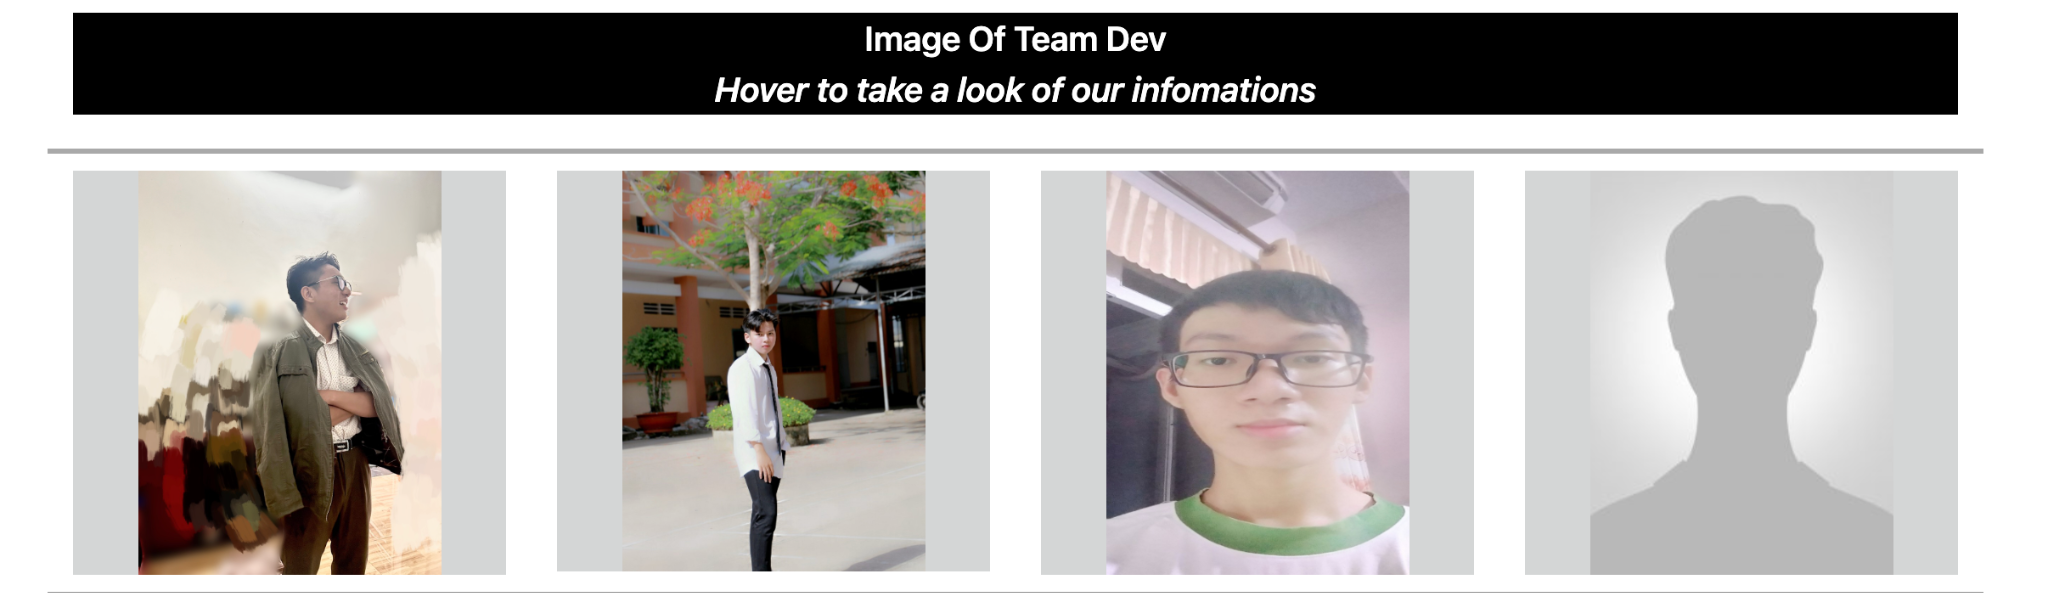 Image Of Team Dev
Hover to take a look of our infomations